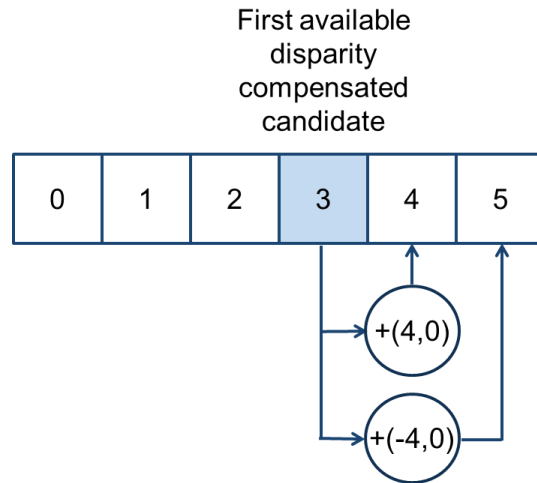 First available
disparity
compensated
candidate
0 1 2 3 4 5
+(4,0)
+(-4,0)